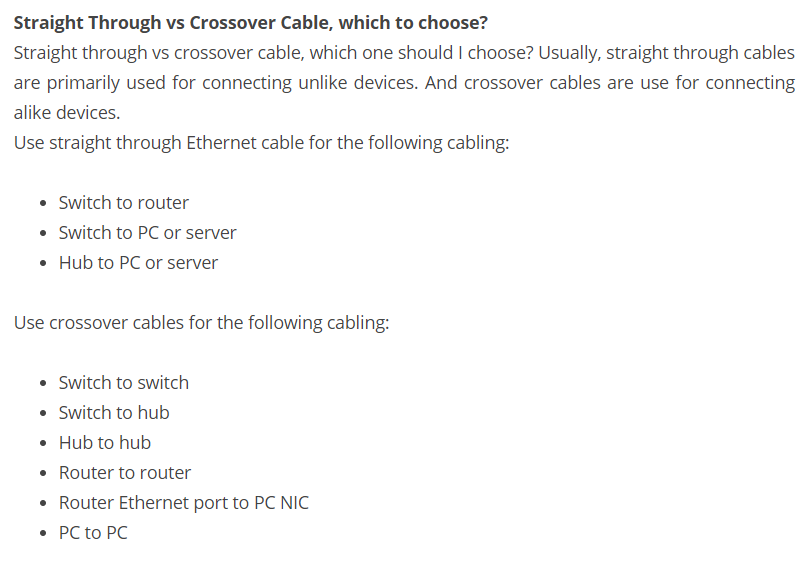 Straight Through vs Crossover Cable, which to choose?
Straight through vs crossover cable, which one should I choose? Usually, straight through cables
are primarily used for connecting unlike devices. And crossover cables are use for connecting
alike devices.
Use straight through Ethernet cable for the following cabling:
• Switch to router
• Switch to PC or server
• Hub to PC or server
Use crossover cables for the following cabling:
• Switch to switch
• Switch to hub
• Hub to hub
• Router to router
• Router Ethernet port to PC NIC
• PC to PC